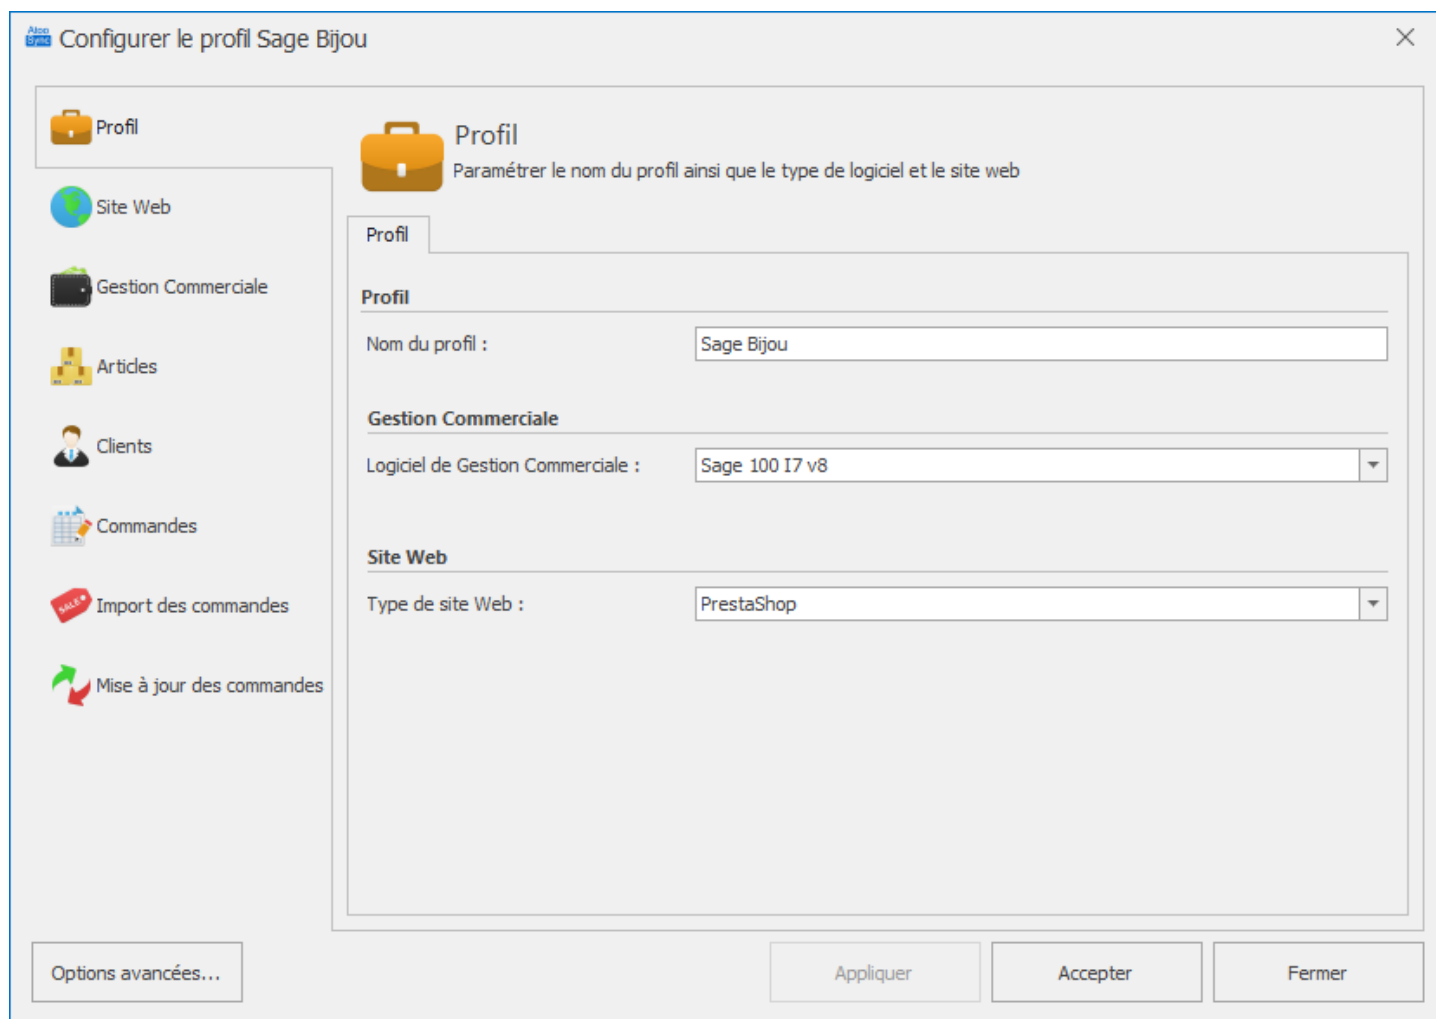 Atoo
Sync
Configurer le profil Sage Bijou
Profil
Site Web
Gestion Commerciale
Articles
Clients
Commandes
SALE
Import des commandes
Mise à jour des commandes
Profil
Paramétrer le nom du profil ainsi que le type de logiciel et le site web
Profil
Profil
Nom du profil : Sage Bijou
Gestion Commerciale
Logiciel de Gestion Commerciale : Sage 100 I7 v8
Site Web
Type de site Web : PrestaShop
Options avancées...
Appliquer
Accepter
Fermer